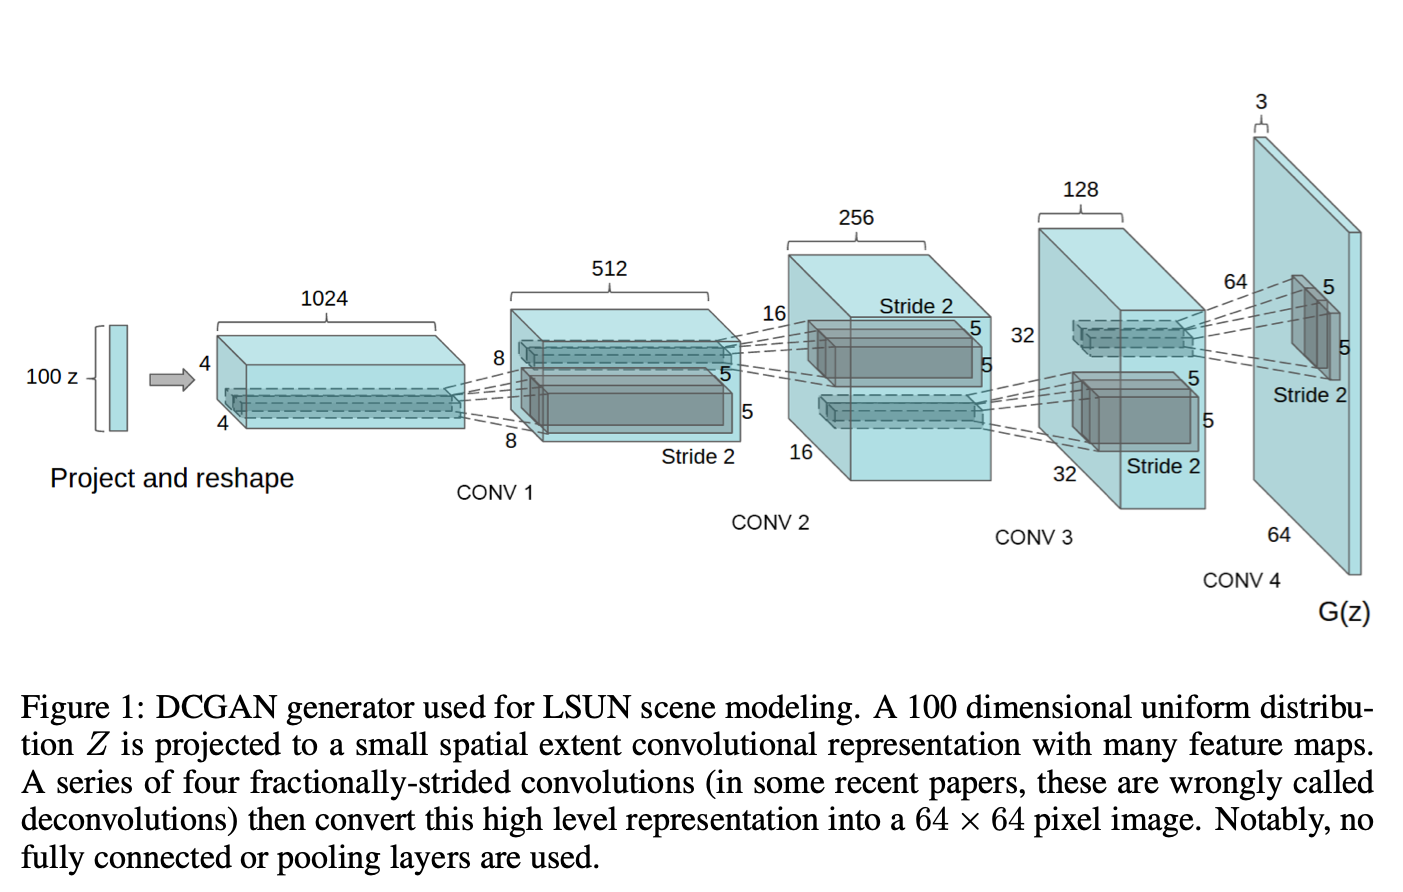 3
128
256
512
1024
64
5
5
Stride 2
16
Stride 2
5
5
32
8
5
5
4
100 z
4
8
Stride 2
16
5
5
Stride 2
32
64
Project and reshape
CONV 1
CONV 2
CONV 3
CONV 4
G(z)
Figure 1: DCGAN generator used for LSUN scene modeling. A 100 dimensional uniform distribu-
tion Z is projected to a small spatial extent convolutional representation with many feature maps.
A series of four fractionally-strided convolutions (in some recent papers, these are wrongly called
deconvolutions) then convert this high level representation into a 64 × 64 pixel image. Notably, no
fully connected or pooling layers are used.